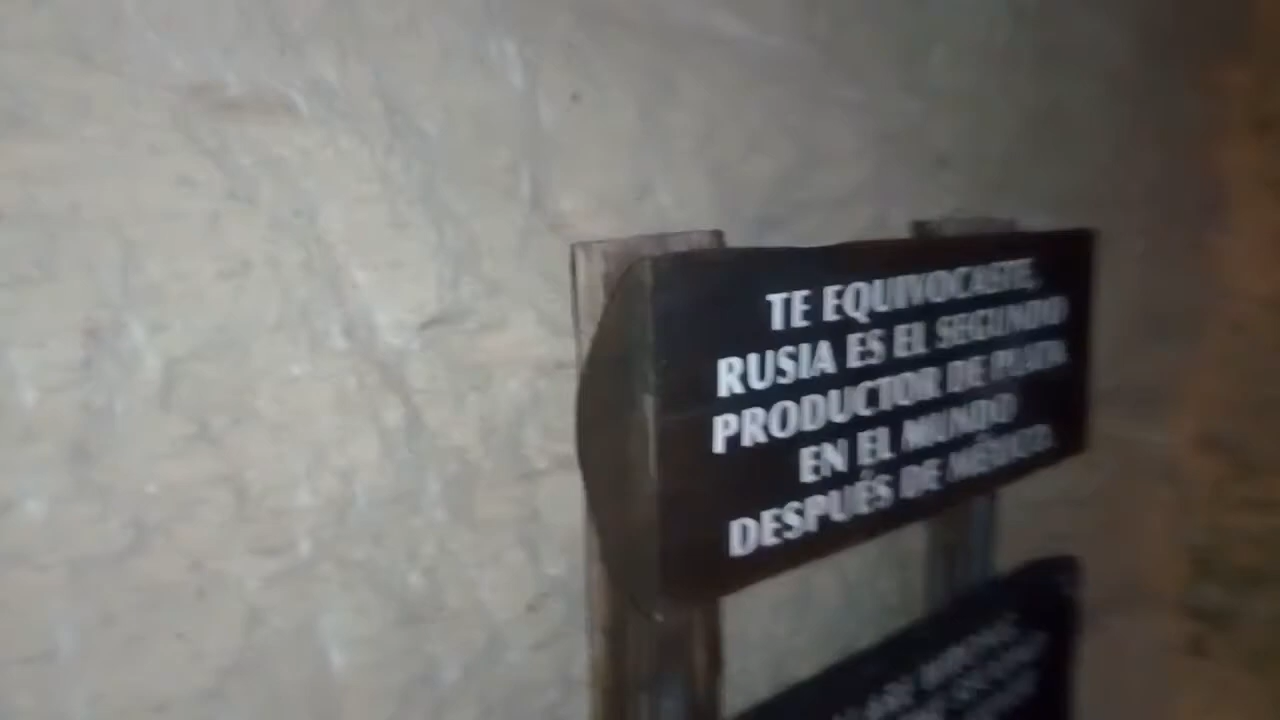 TE EQUIVOCASTE,
RUSIA ES EL SEGUNDO
PRODUCTOR DE PLATA
EN EL MUNDO
DESPUÉS DE MÉXICO.